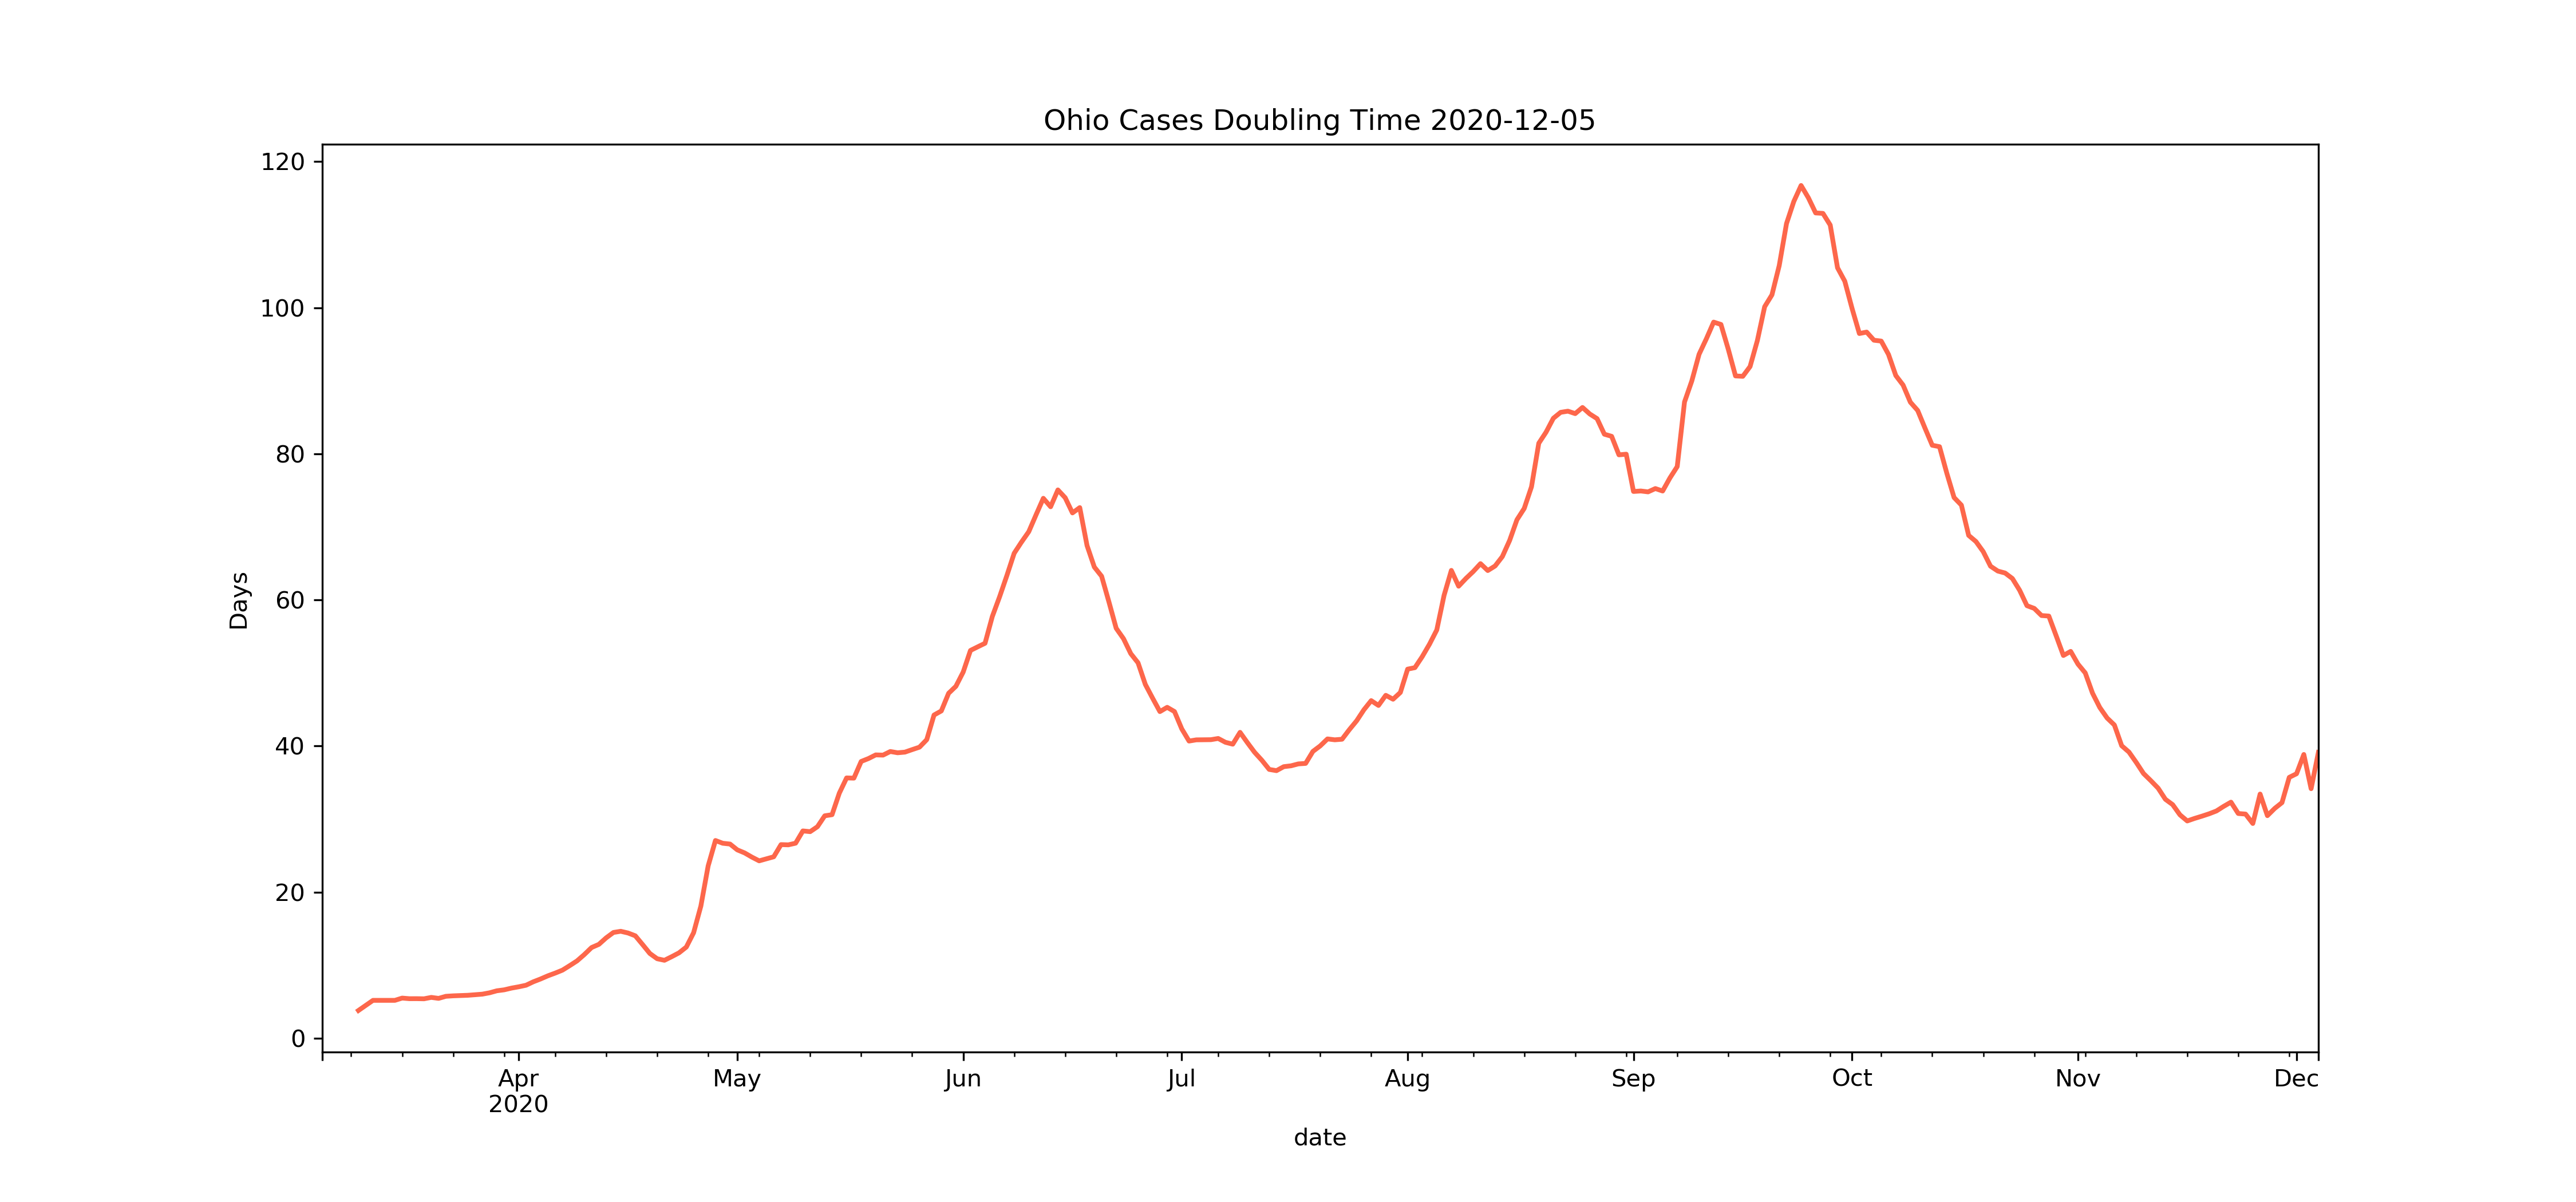 Ohio Cases Doubling Time 2020-12-05
120
100
80
60
40
20
0
Days
Apr May Jun Jul Aug Sep Oct Nov Dec
2020
date